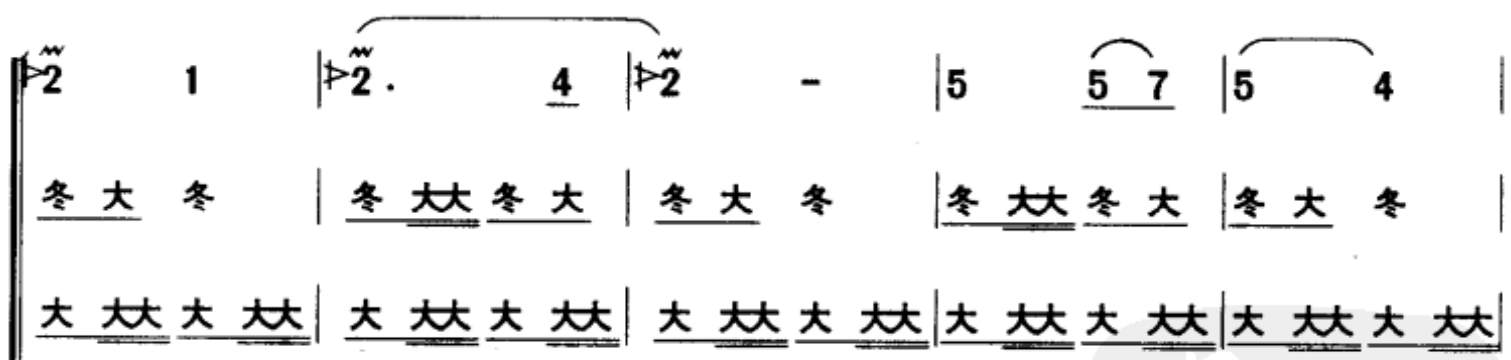 2 1 | 2 . 4 | 2 - | 5 5 7 | 5 4 |
冬 大 冬 | 冬 大大 冬 大 | 冬 大 冬 | 冬 大大 冬 大 | 冬 大 冬 |
大 大大 大 大大 | 大 大大 大 大大 | 大 大大 大 大大 | 大 大大 大 大大 | 大 大大 大 大大 |